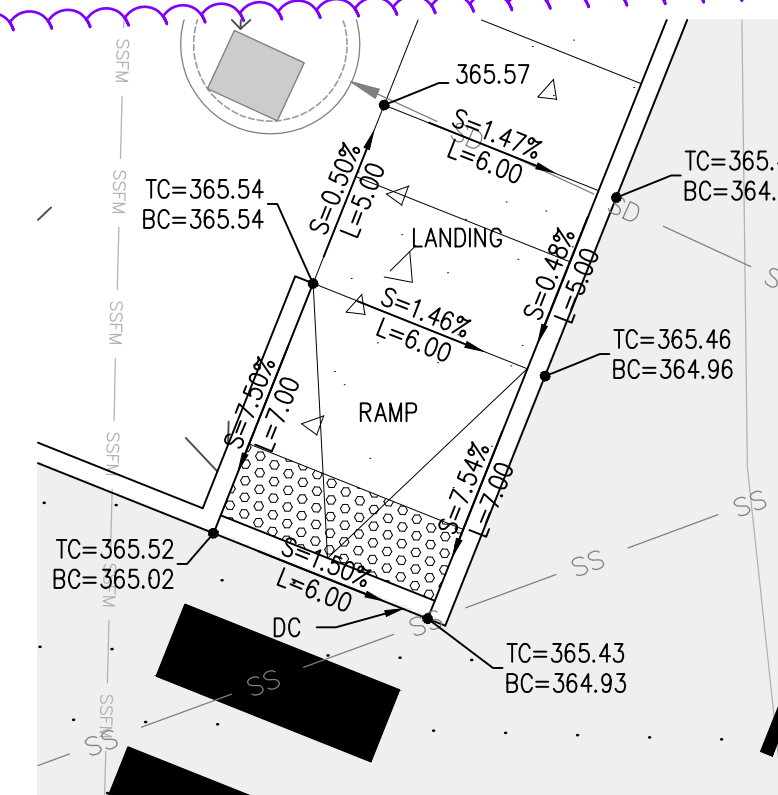 SSFM
365.57
S=1.47%
L=6.00
SD
TC=365.54
BC=365.54
S=0.50%
L=5.00
SSFM
LANDING
SD
S=0.48%
L=5.00
S=1.46%
L=6.00
SSFM
TC=365.46
BC=364.96
S=7.50%
L=7.00
RAMP
SSFM
S=7.54%
L=7.00
SS
TC=365.52
BC=365.02
S=1.50%
L=6.00
SS
SSFM
DC
SS
TC=365.43
BC=364.93
SS
SSFM
SS